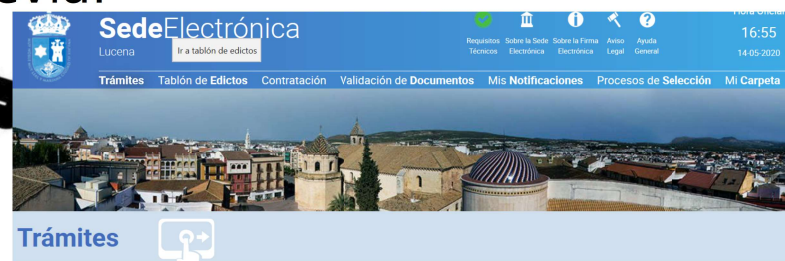 SedeElectrónica
Lucena
Ir a tablón de edictos
Requisitos Técnicos
Sobre la Sede Electrónica
Sobre la Firma Electrónica
Aviso Legal
Ayuda General
Hora Oficial
16:55
14-05-2020
Trámites Tablón de Edictos Contratación Validación de Documentos Mis Notificaciones Procesos de Selección Mi Carpeta
Trámites